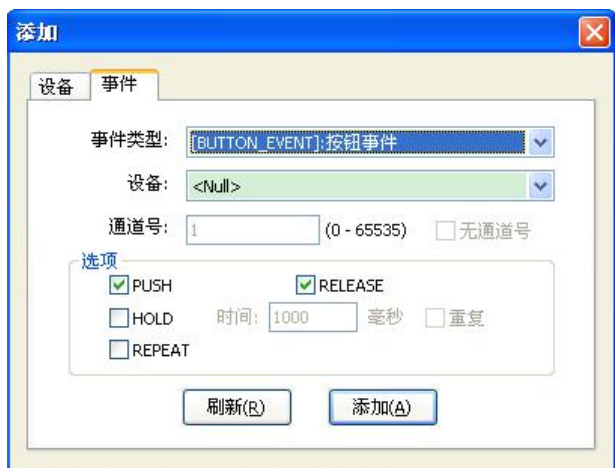 添加
设备 事件
事件类型: [BUTTON_EVENT]:按钮事件
设备: <Null>
通道号: 1 (0 - 65535) 无通道号
选项
PUSH RELEASE
HOLD 时间: 1000 毫秒 重复
REPEAT
刷新(R) 添加(A)